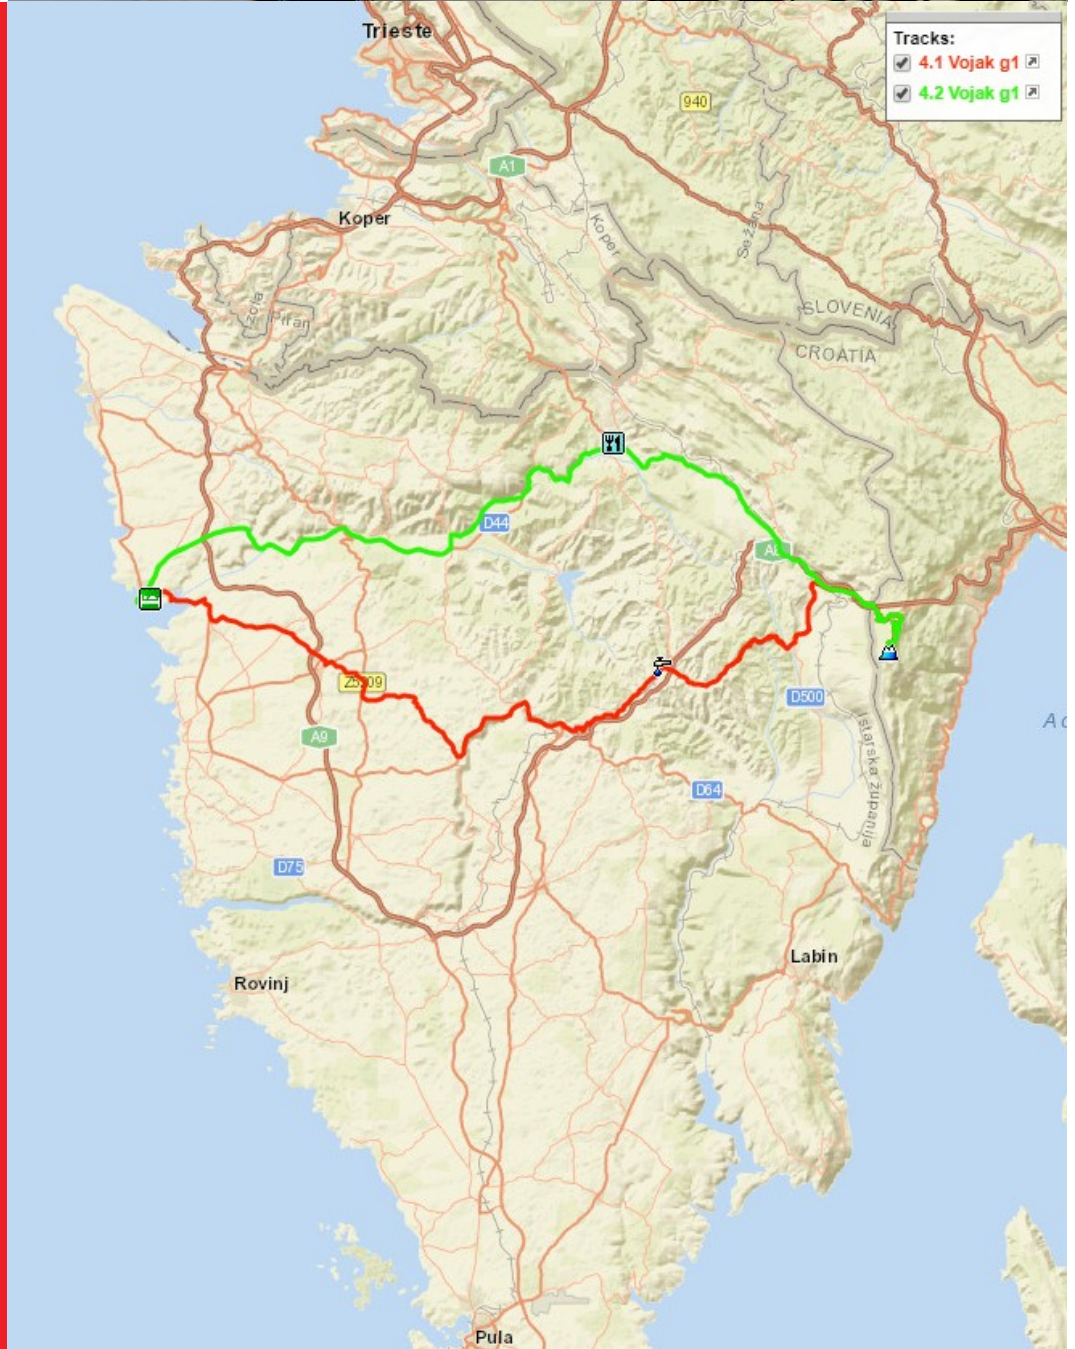 Trieste
Tracks:
4.1 Vojak g1
4.2 Vojak g1
940
A1
Koper
Koper
Sežana
Izola
Piran
SLOVENIA
CROATIA
D44
D500
A9
Istarska županija
D64
D75
Labin
Rovinj
Pula